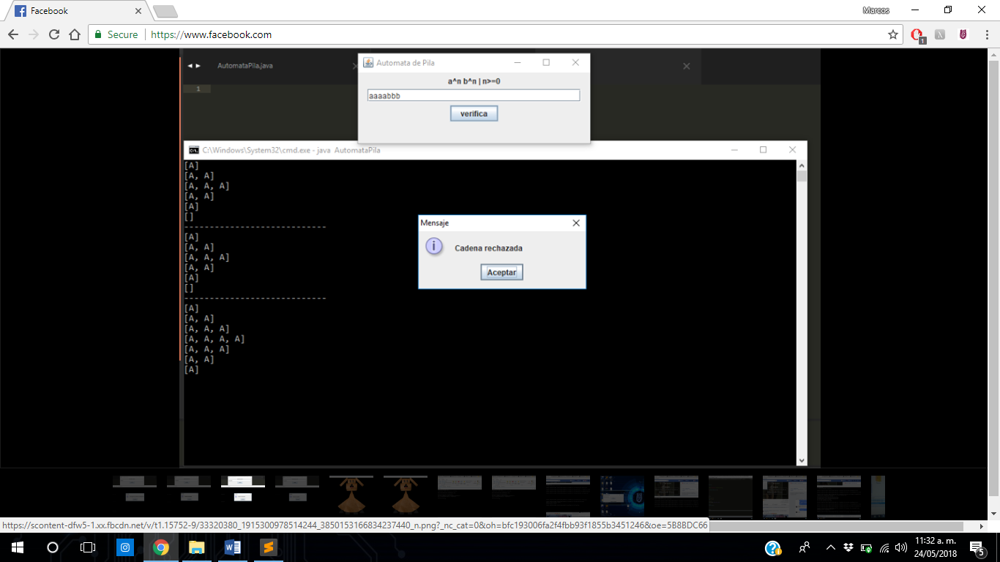 Facebook
Marcos
Secure
https://www.facebook.com
1
AutomataPila.java
1
Automata de Pila
a^n b^n | n>=0
aaaabbb
verifica
C:\Windows\System32\cmd.exe - java AutomataPila
[A]
[A, A]
[A, A, A]
[A, A]
[A]
[]
----------------------------
[A]
[A, A]
[A, A, A]
[A, A]
[A]
[]
----------------------------
[A]
[A, A]
[A, A, A]
[A, A, A, A]
[A, A, A]
[A, A]
[A]
Mensaje
Cadena rechazada
Aceptar
https://scontent-dfw5-1.xx.fbcdn.net/v/t1.15752-9/33320380_1915300978514244_3850153166834237440_n.png?_nc_cat=0&oh=bfc193006fa2f4fbb93f1855b3451246&oe=5B8BDC66
11:32 a. m.
24/05/2018
5